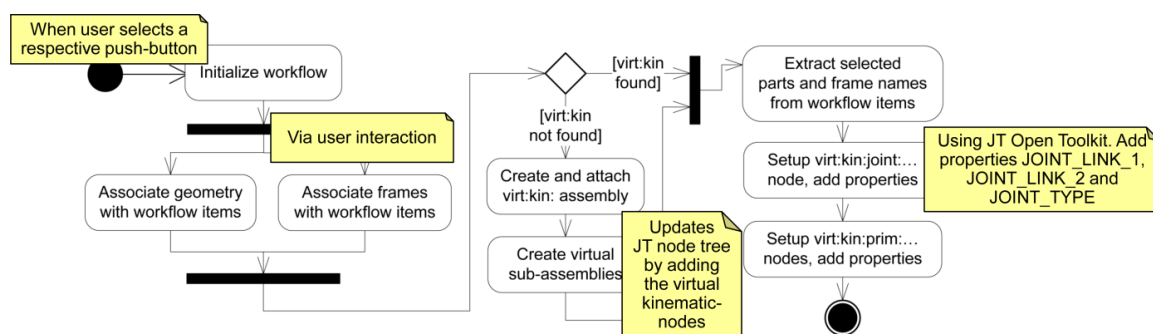 When user selects a
respective push-button
Initialize workflow
Via user interaction
Associate geometry
with workflow items
Associate frames
with workflow items
[virt:kin
found]
[virt:kin
not found]
Create and attach
virt:kin: assembly
Create virtual
sub-assemblies
Updates
JT node tree
by adding
the virtual
kinematic-
nodes
Extract selected
parts and frame names
from workflow items
Setup virt:kin:joint:…
node, add properties
Using JT Open Toolkit. Add
properties JOINT_LINK_1,
JOINT_LINK_2 and
JOINT_TYPE
Setup virt:kin:prim:…
nodes, add properties